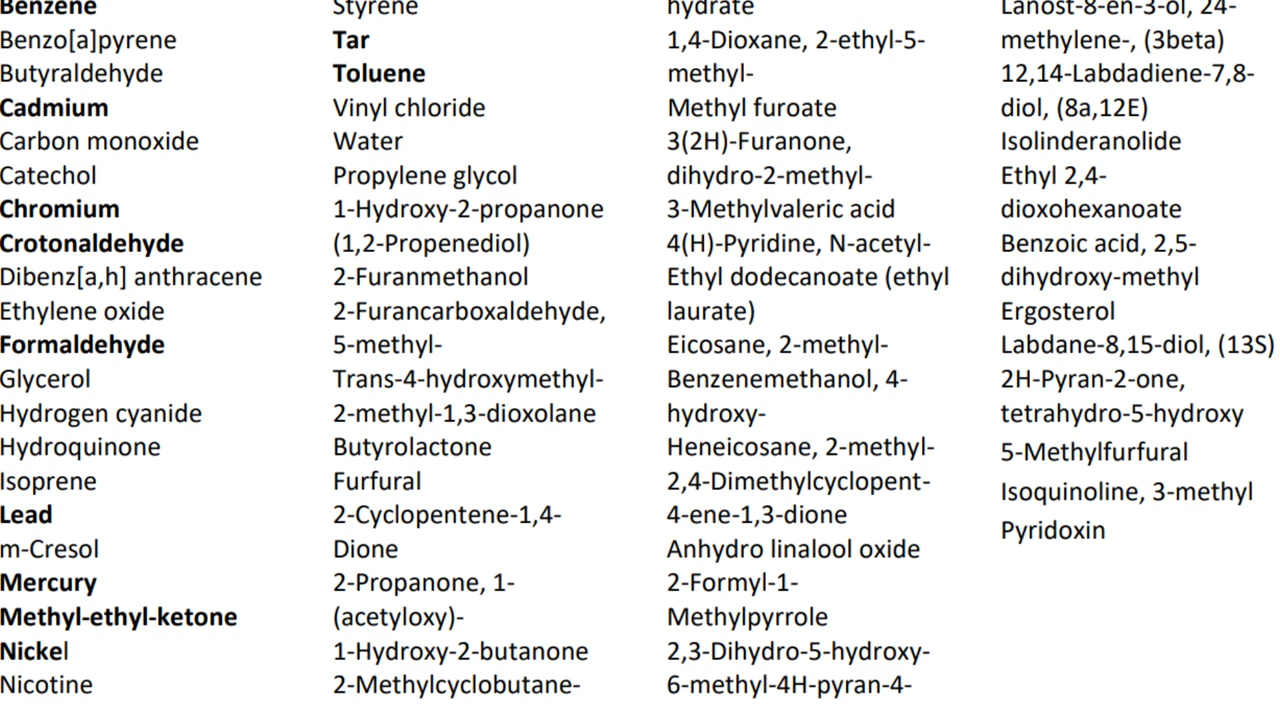 Benzene
Benzo[a]pyrene
Butyraldehyde
Cadmium
Carbon monoxide
Catechol
Chromium
Crotonaldehyde
Dibenz[a,h] anthracene
Ethylene oxide
Formaldehyde
Glycerol
Hydrogen cyanide
Hydroquinone
Isoprene
Lead
m-Cresol
Mercury
Methyl-ethyl-ketone
Nickel
Nicotine
Styrene
Tar
Toluene
Vinyl chloride
Water
Propylene glycol
1-Hydroxy-2-propanone
(1,2-Propenediol)
2-Furanmethanol
2-Furancarboxaldehyde,
5-methyl-
Trans-4-hydroxymethyl-
2-methyl-1,3-dioxolane
Butyrolactone
Furfural
2-Cyclopentene-1,4-
Dione
2-Propanone, 1-
(acetyloxy)-
1-Hydroxy-2-butanone
2-Methylcyclobutane-
hydrate
1,4-Dioxane, 2-ethyl-5-
methyl-
Methyl furoate
3(2H)-Furanone,
dihydro-2-methyl-
3-Methylvaleric acid
4(H)-Pyridine, N-acetyl-
Ethyl dodecanoate (ethyl
laurate)
Eicosane, 2-methyl-
Benzenemethanol, 4-
hydroxy-
Heneicosane, 2-methyl-
2,4-Dimethylcyclopent-
4-ene-1,3-dione
Anhydro linalool oxide
2-Formyl-1-
Methylpyrrole
2,3-Dihydro-5-hydroxy-
6-methyl-4H-pyran-4-
Lanost-8-en-3-ol, 24-
methylene-, (3beta)
12,14-Labdadiene-7,8-
diol, (8a,12E)
Isolinderanolide
Ethyl 2,4-
dioxohexanoate
Benzoic acid, 2,5-
dihydroxy-methyl
Ergosterol
Labdane-8,15-diol, (13S)
2H-Pyran-2-one,
tetrahydro-5-hydroxy
5-Methylfurfural
Isoquinoline, 3-methyl
Pyridoxin